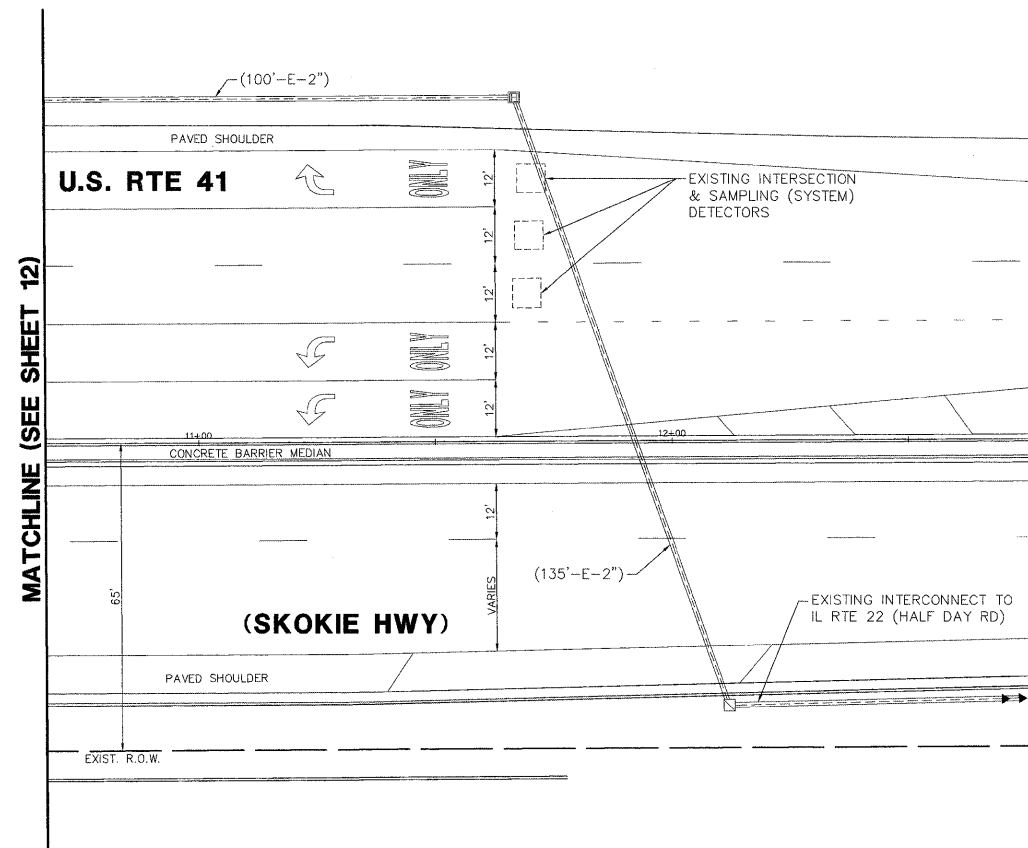 (100'-E-2")
PAVED SHOULDER
U.S. RTE 41
ONLY
12'
EXISTING INTERSECTION
& SAMPLING (SYSTEM)
DETECTORS
12'
12'
MATCHLINE (SEE SHEET 12)
ONLY ONLY
12'
ONLY ONLY
12'
11+00
12+00
CONCRETE BARRIER MEDIAN
12'
(135'-E-2")
65'
VARIES
EXISTING INTERCONNECT TO
IL RTE 22 (HALF DAY RD)
(SKOKIE HWY)
PAVED SHOULDER
EXIST. R.O.W.